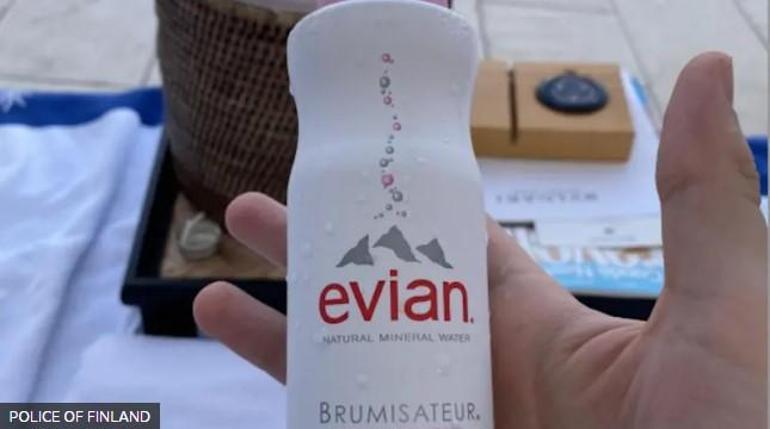 evian.
NATURAL MINERAL WATER
BRUMISATEUR®
POLICE OF FINLAND